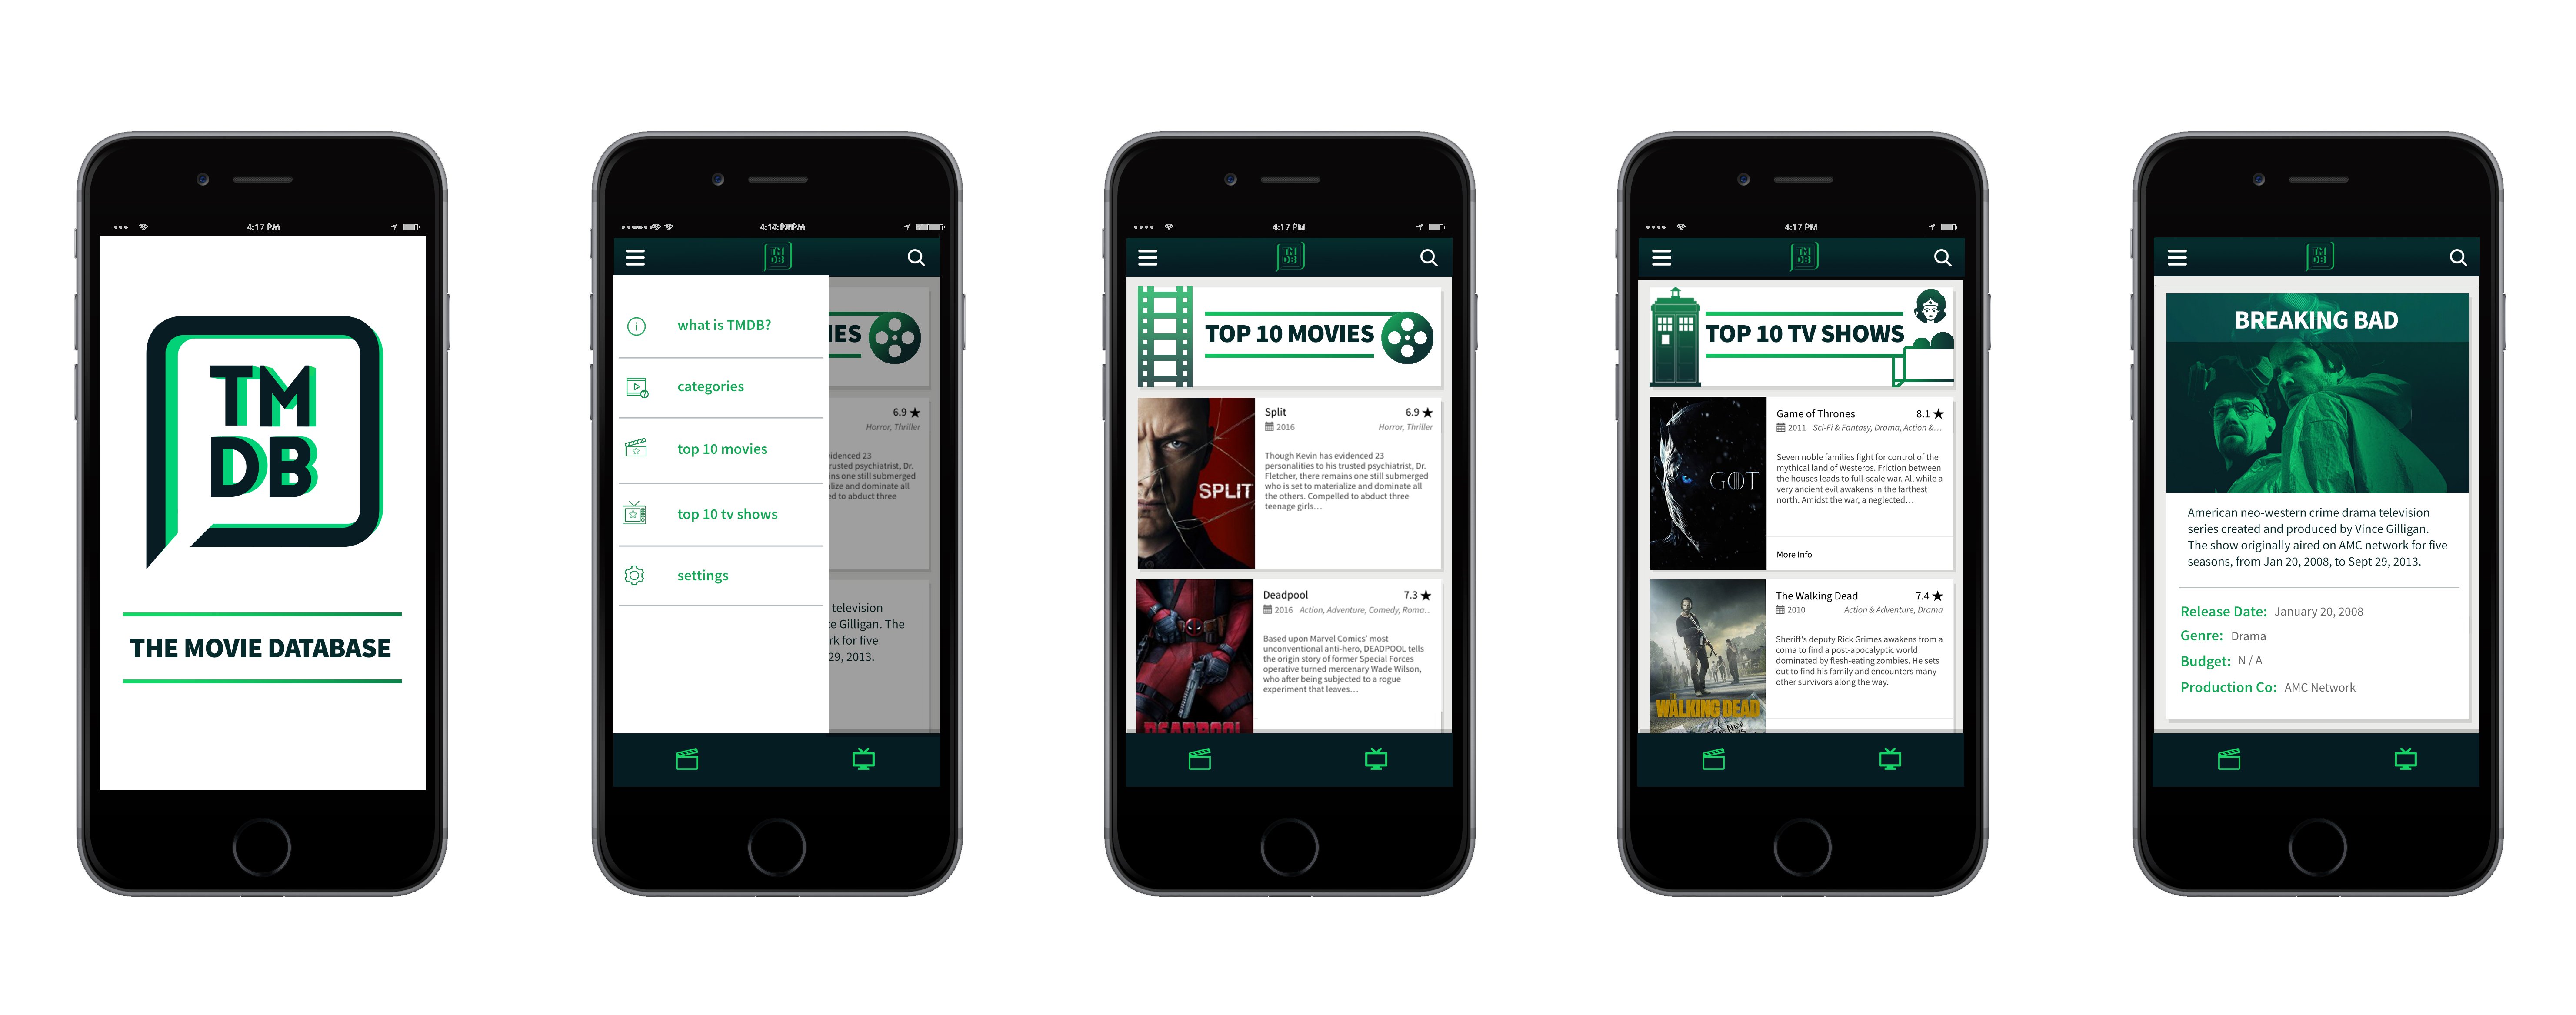 4:17 PM
TM
DB
THE MOVIE DATABASE
what is TMDB?
categories
top 10 movies
top 10 tv shows
settings
IES
6.9 ★
Horror, Thriller
videnced 23
rusted psychiatrist, Dr.
ins one still submerged
alize and dominate all
ed to abduct three
television
ce Gilligan. The
rk for five
29, 2013.
4:17 PM
TOP 10 MOVIES
SPLIT
Split 6.9 ★
2016 Horror, Thriller
Though Kevin has evidenced 23
personalities to his trusted psychiatrist, Dr.
Fletcher, there remains one still submerged
who is set to materialize and dominate all
the others. Compelled to abduct three
teenage girls...
DEADPOOL
Deadpool 7.3 ★
2016 Action, Adventure, Comedy, Roma..
Based upon Marvel Comics' most
unconventional anti-hero, DEADPOOL tells
the origin story of former Special Forces
operative turned mercenary Wade Wilson,
who after being subjected to a rogue
experiment that leaves...
4:17 PM
TOP 10 TV SHOWS
GOT
Game of Thrones 8.1 ★
2011 Sci-Fi & Fantasy, Drama, Action &...
Seven noble families fight for control of the
mythical land of Westeros. Friction between
the houses leads to full-scale war. All while a
very ancient evil awakens in the farthest
north. Amidst the war, a neglected...
More Info
THE
WALKING DEAD
The Walking Dead 7.4 ★
2010 Action & Adventure, Drama
Sheriff's deputy Rick Grimes awakens from a
coma to find a post-apocalyptic world
dominated by flesh-eating zombies. He sets
out to find his family and encounters many
other survivors along the way.
BREAKING BAD
American neo-western crime drama television
series created and produced by Vince Gilligan.
The show originally aired on AMC network for five
seasons, from Jan 20, 2008, to Sept 29, 2013.
Release Date: January 20, 2008
Genre: Drama
Budget: N / A
Production Co: AMC Network